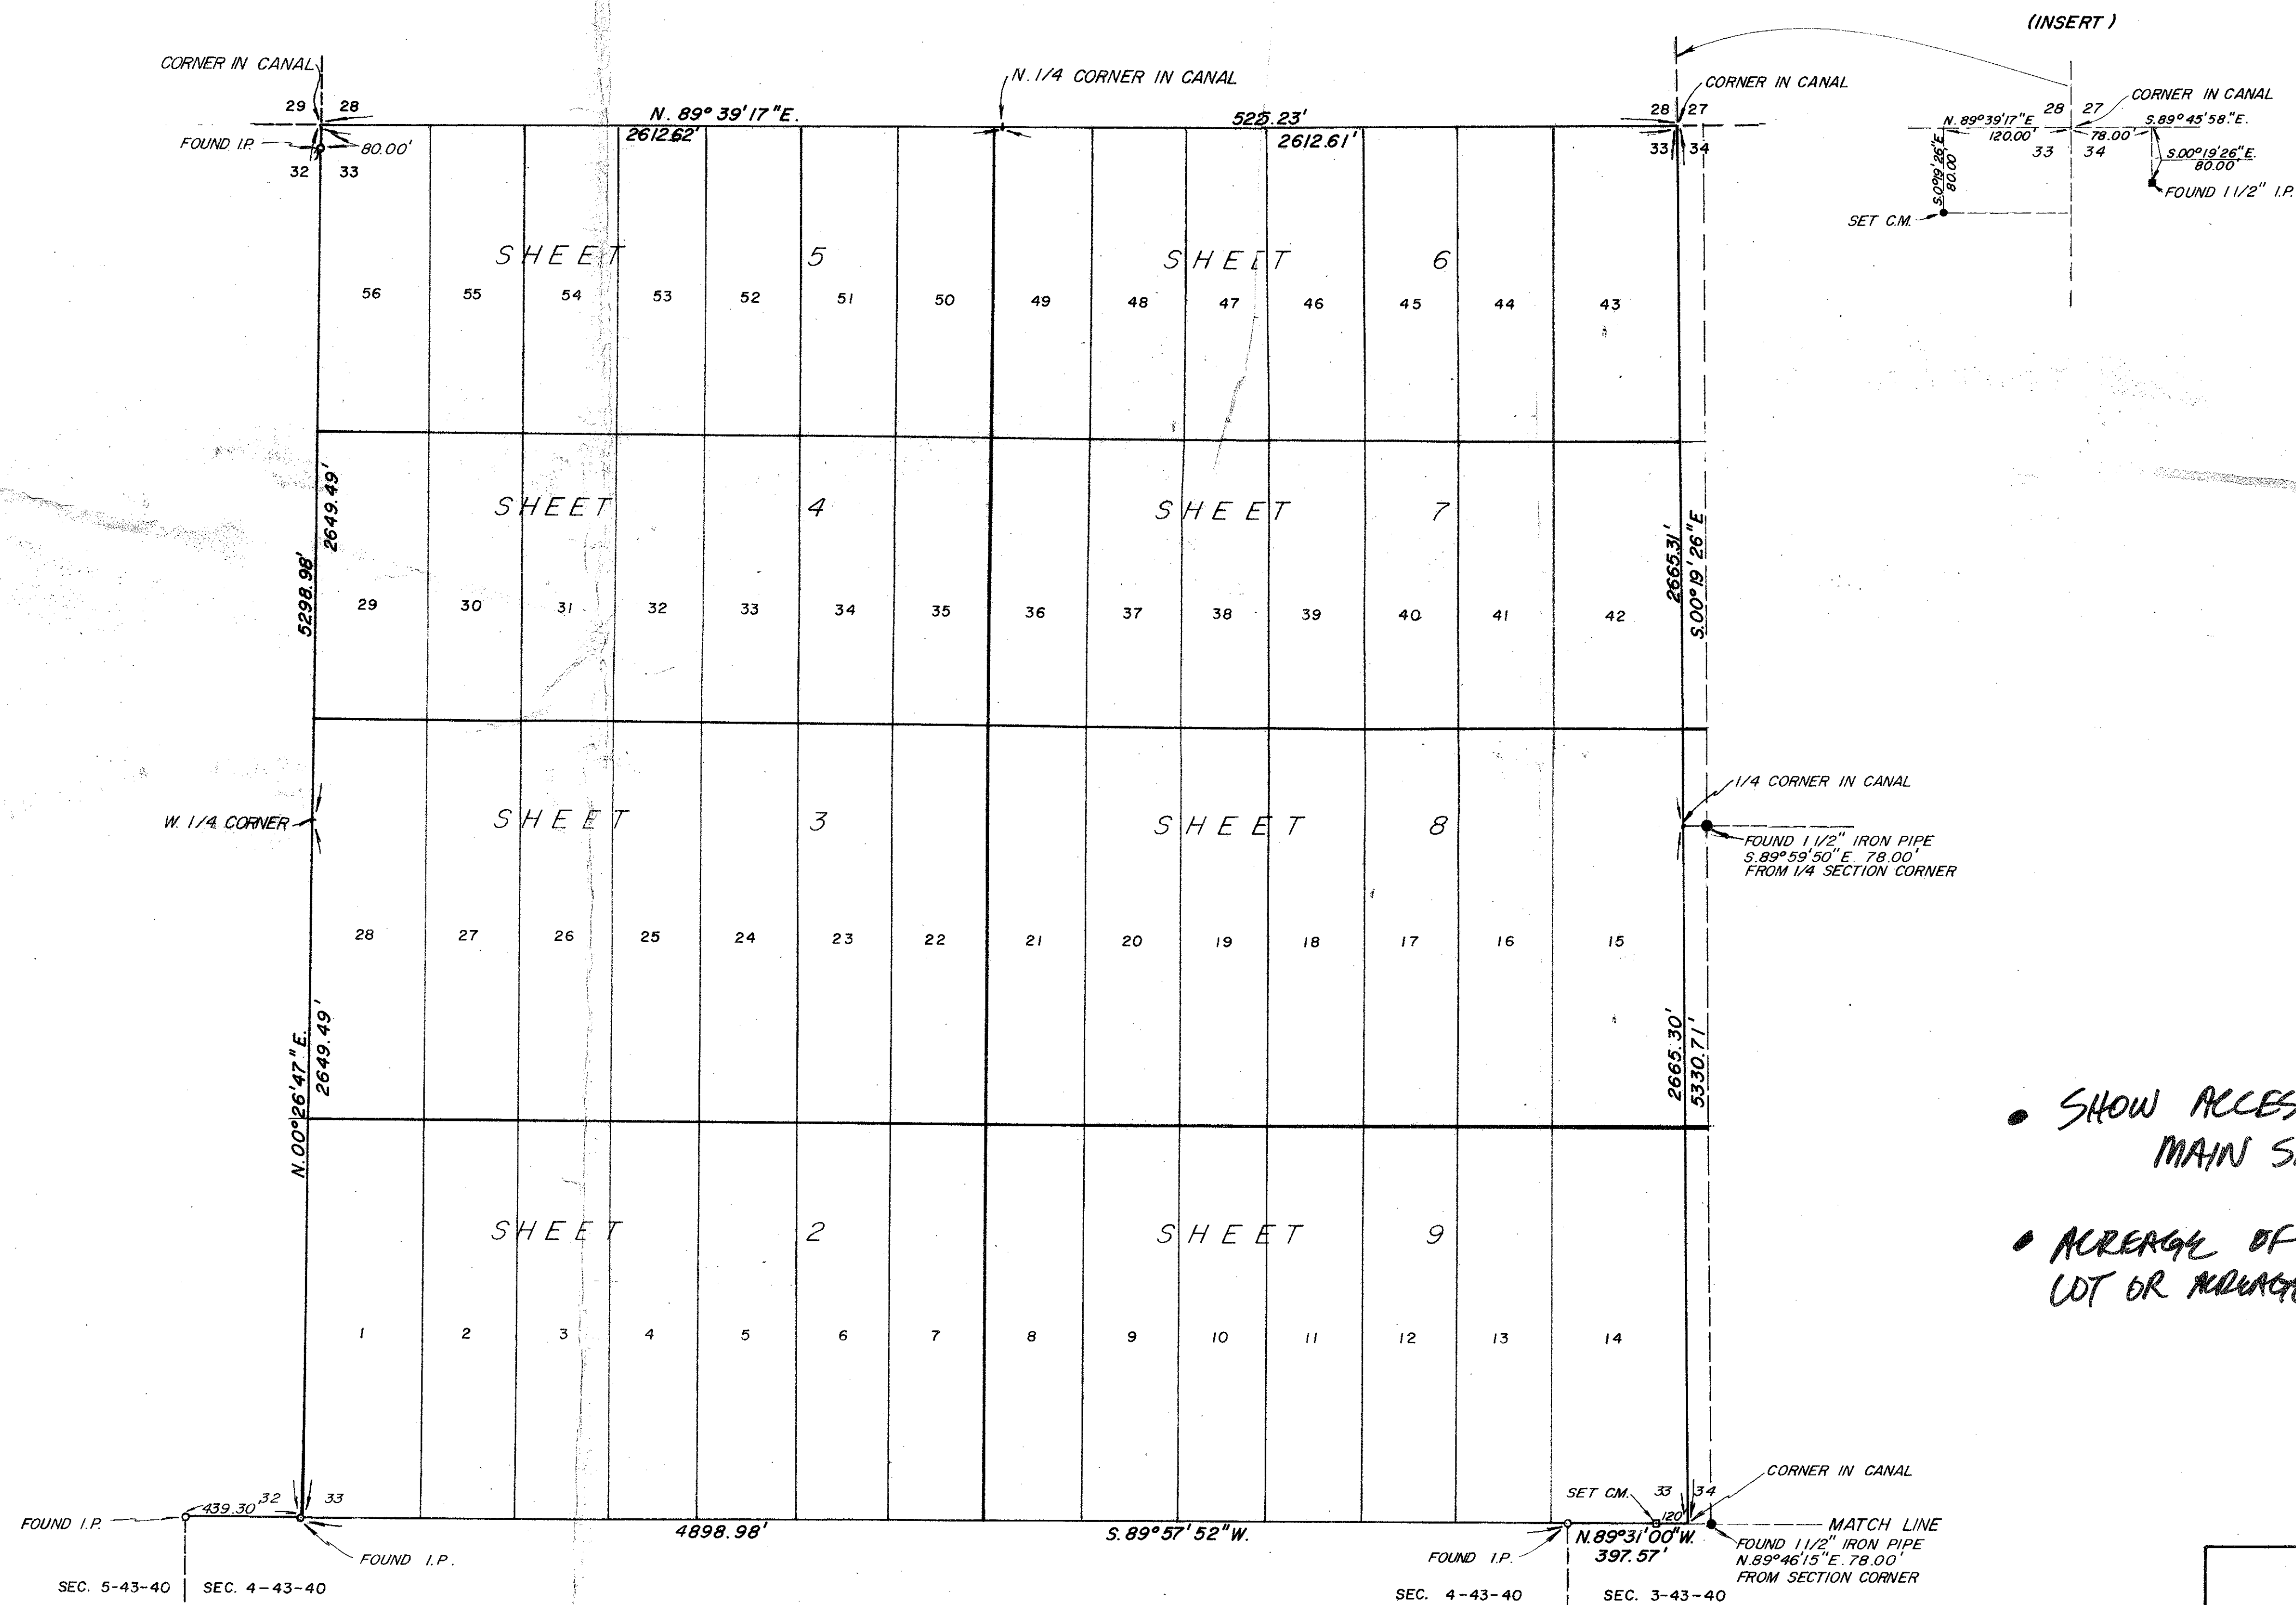 (INSERT)
CORNER IN CANAL
N. 1/4 CORNER IN CANAL
CORNER IN CANAL
CORNER IN CANAL
29 28
N. 89° 39' 17" E.
2612.62'
5225.23'
2612.61'
28 27
28 27
N. 89°39'17"E
120.00'
78.00'
S.89°45'58."E.
FOUND I.P.
80.00'
32 33
33 34
33 34
S.0°19'26"E
80.00'
S.00°19'26"E.
80.00'
FOUND 1 1/2" I.P.
SET C.M.
SHEET 5
SHEET 6
56 55 54 53 52 51 50 49 48 47 46 45 44 43
SHEET 4
SHEET 7
2649.49'
5298.98'
2665.31'
S.00°19'26"E
29 30 31 32 33 34 35 36 37 38 39 40 41 42
1/4 CORNER IN CANAL
W. 1/4 CORNER
SHEET 3
SHEET 8
FOUND 1 1/2" IRON PIPE
S.89°59'50"E. 78.00'
FROM 1/4 SECTION CORNER
28 27 26 25 24 23 22 21 20 19 18 17 16 15
N.00°26'47"E.
2649.49'
2665.30'
5330.71'
• SHOW ACCES
MAIN S
SHEET 2
SHEET 9
• ACREAGE OF
LOT OR ACREAGE
1 2 3 4 5 6 7 8 9 10 11 12 13 14
CORNER IN CANAL
439.30'
32 33
SET C.M.
33 34
120'
FOUND I.P.
FOUND I.P.
4898.98'
S.89°57'52"W.
FOUND I.P.
N.89°31'00"W.
397.57'
MATCH LINE
FOUND 1 1/2" IRON PIPE
N.89°46'15"E. 78.00'
FROM SECTION CORNER
SEC. 5-43-40 SEC. 4-43-40
SEC. 4-43-40 SEC. 3-43-40